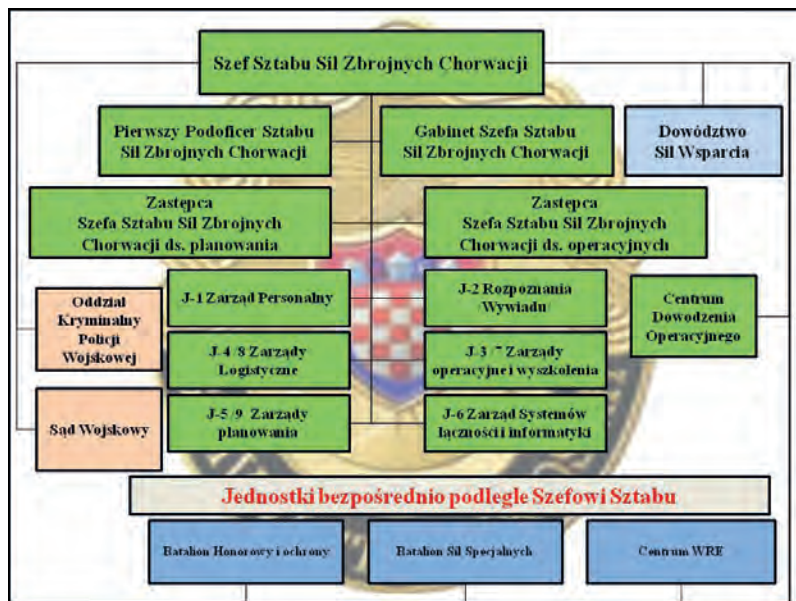 Szef Sztabu Sił Zbrojnych Chorwacji
Pierwszy Podoficer Sztabu
Sił Zbrojnych Chorwacji
Gabinet Szefa Sztabu
Sił Zbrojnych Chorwacji
Dowództwo
Sił Wsparcia
Zastępca
Szefa Sztabu Sił Zbrojnych
Chorwacji ds. planowania
Zastępca
Szefa Sztabu Sił Zbrojnych
Chorwacji ds. operacyjnych
Oddział
Kryminalny
Policji
Wojskowej
J-1 Zarząd Personalny
J-2 Rozpoznania
Wywiadu
Centrum
Dowodzenia
Operacyjnego
J-4/8 Zarządy
Logistyczne
J-3/7 Zarządy
operacyjne i wyszkolenia
Sąd Wojskowy
J-5/9 Zarządy
planowania
J-6 Zarząd Systemów
łączności i informatyki
Jednostki bezpośrednio podległe Szefowi Sztabu
Batalion Honorowy i ochrony
Batalion Sił Specjalnych
Centrum WRE